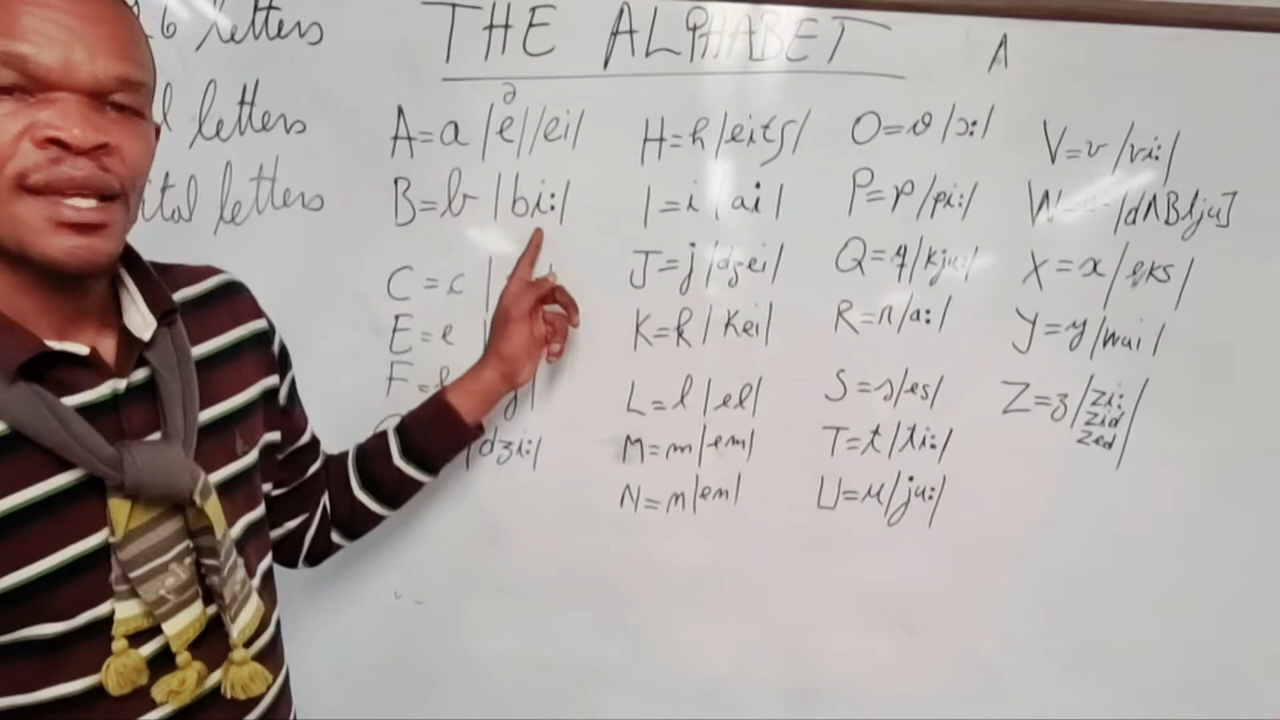 26 letters
l letters
ital letters
THE ALPHABET
A
ə
A=a /e//ei/
B=b /bi:/
C=c /
E=e /
F=f
/dʒi:/
H=h /eitʃ/
I=i /ai/
J=j /dʒei/
K=k /kei/
L=l /el/
M=m/em/
N=n/en/
O=o /ɔ:/
P=p /pi:/
Q=q /kju:/
R=r /a:/
S=s /es/
T=t /ti:/
U=u /ju:/
V=v /vi:/
W= /dʌBlju]
X=x /eks/
Y=y /wai/
Z=z /zi:
zid
zed/